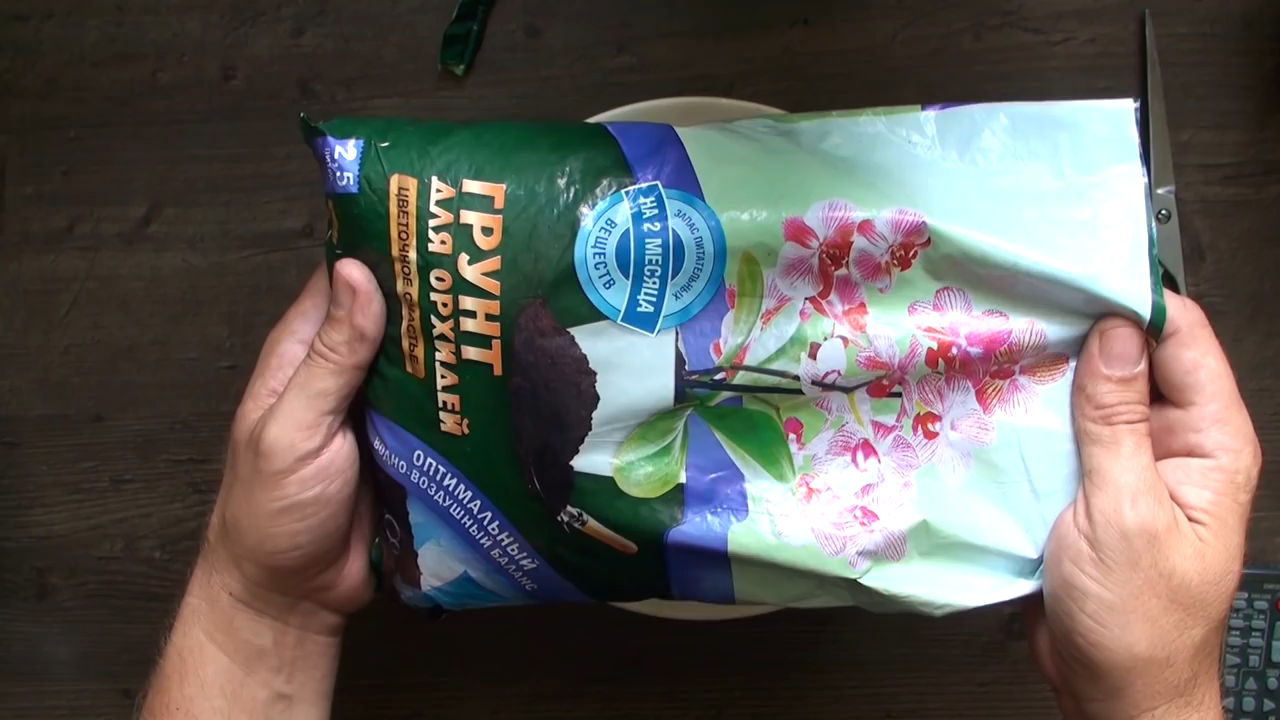 2,5
ЦВЕТОЧНОЕ СЧАСТЬЕ
ГРУНТ
ДЛЯ ОРХИДЕЙ
ЗАПАС ПИТАТЕЛЬНЫХ
НА 2 МЕСЯЦА
ВЕЩЕСТВ
ОПТИМАЛЬНЫЙ
ВОДНО-ВОЗДУШНЫЙ БАЛАНС